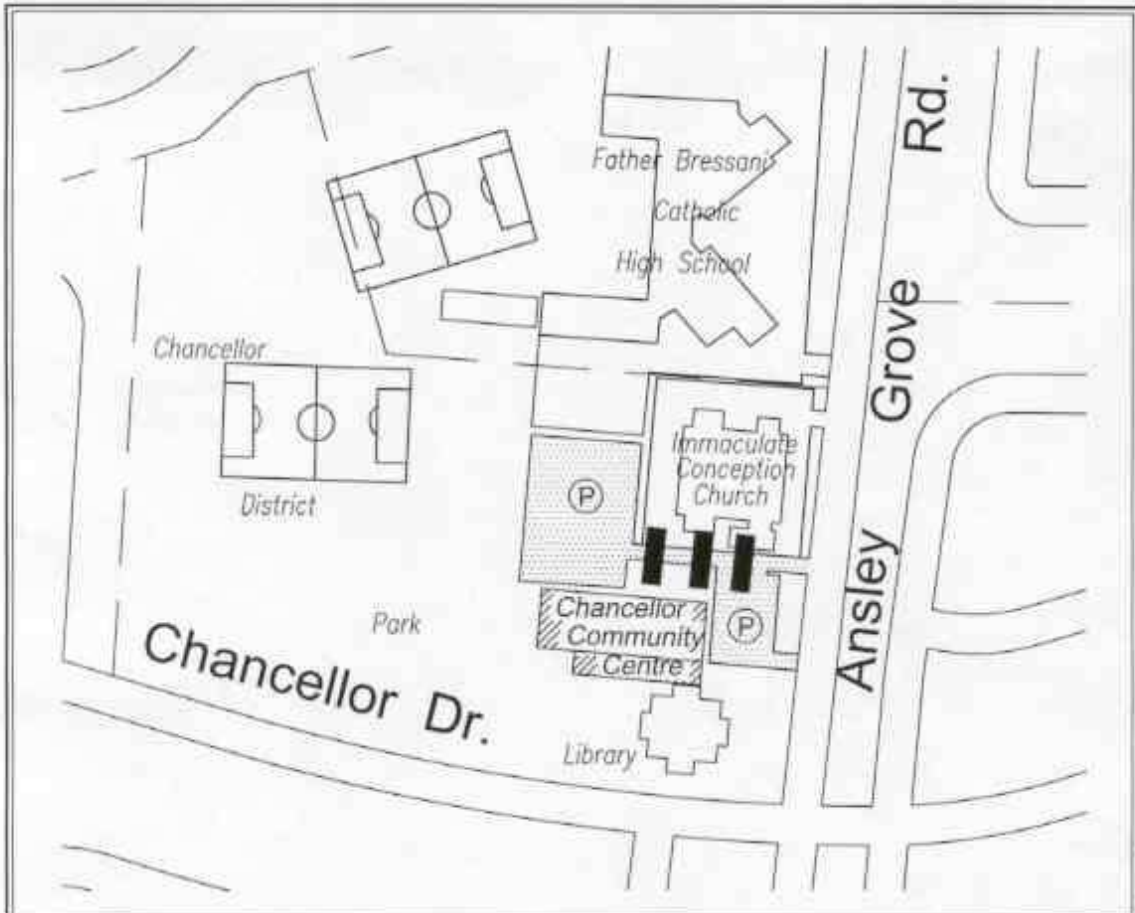 Father Bressani
Catholic
High School
Rd.
Grove
Ansley
Chancellor
District
Park
Immaculate
Conception
Church
P
Chancellor
Community
Centre
P
Chancellor Dr.
Library